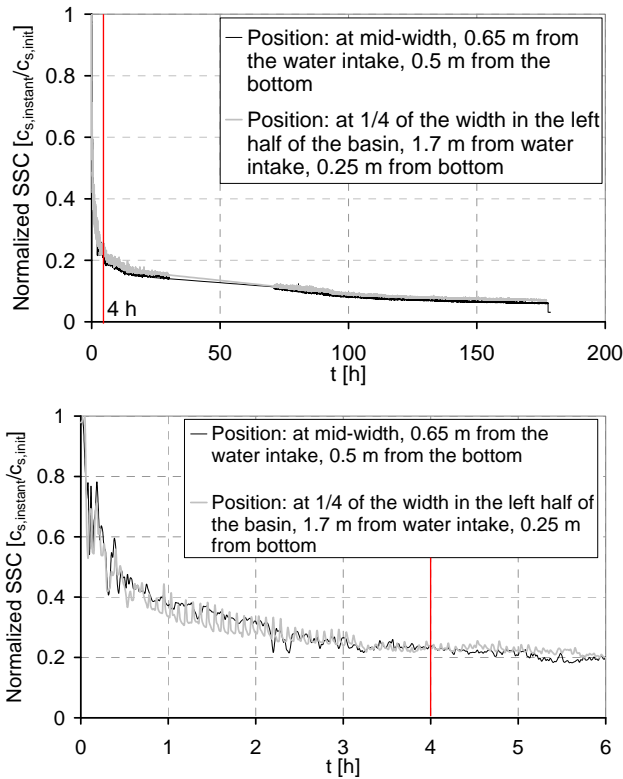 1
0.8
0.6
0.4
0.2
0
Normalized SSC [cs,instant/cs,init]
Position: at mid-width, 0.65 m from
the water intake, 0.5 m from the
bottom
Position: at 1/4 of the width in the left
half of the basin, 1.7 m from water
intake, 0.25 m from bottom
4 h
0 50 100 150 200
t [h]
1
0.8
0.6
0.4
0.2
0
Normalized SSC [cs,instant/cs,init]
Position: at mid-width, 0.65 m from the
water intake, 0.5 m from the bottom
Position: at 1/4 of the width in the left half of
the basin, 1.7 m from water intake, 0.25 m
from bottom
0 1 2 3 4 5 6
t [h]